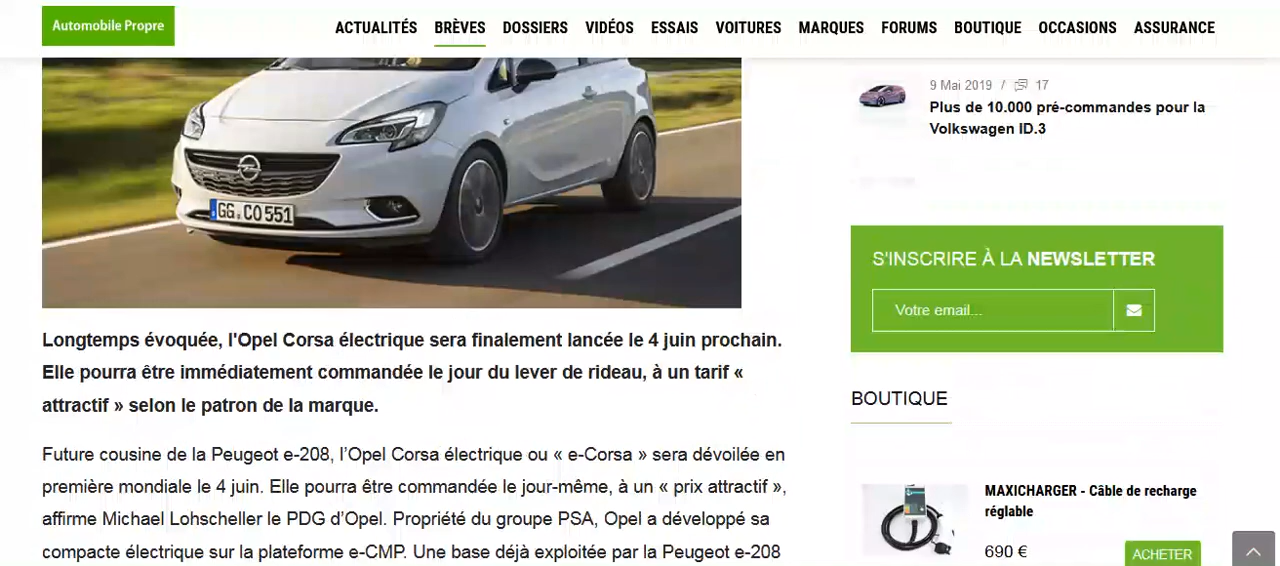 Automobile Propre
ACTUALITÉS BRÈVES DOSSIERS VIDÉOS ESSAIS VOITURES MARQUES FORUMS BOUTIQUE OCCASIONS ASSURANCE
GG CO 551
Longtemps évoquée, l'Opel Corsa électrique sera finalement lancée le 4 juin prochain.
Elle pourra être immédiatement commandée le jour du lever de rideau, à un tarif «
attractif » selon le patron de la marque.
Future cousine de la Peugeot e-208, l’Opel Corsa électrique ou « e-Corsa » sera dévoilée en
première mondiale le 4 juin. Elle pourra être commandée le jour-même, à un « prix attractif »,
affirme Michael Lohscheller le PDG d’Opel. Propriété du groupe PSA, Opel a développé sa
compacte électrique sur la plateforme e-CMP. Une base déjà exploitée par la Peugeot e-208
9 Mai 2019 / 17
Plus de 10.000 pré-commandes pour la
Volkswagen ID.3
S'INSCRIRE À LA NEWSLETTER
Votre email...
BOUTIQUE
MAXICHARGER - Câble de recharge
réglable
690 €
ACHETER